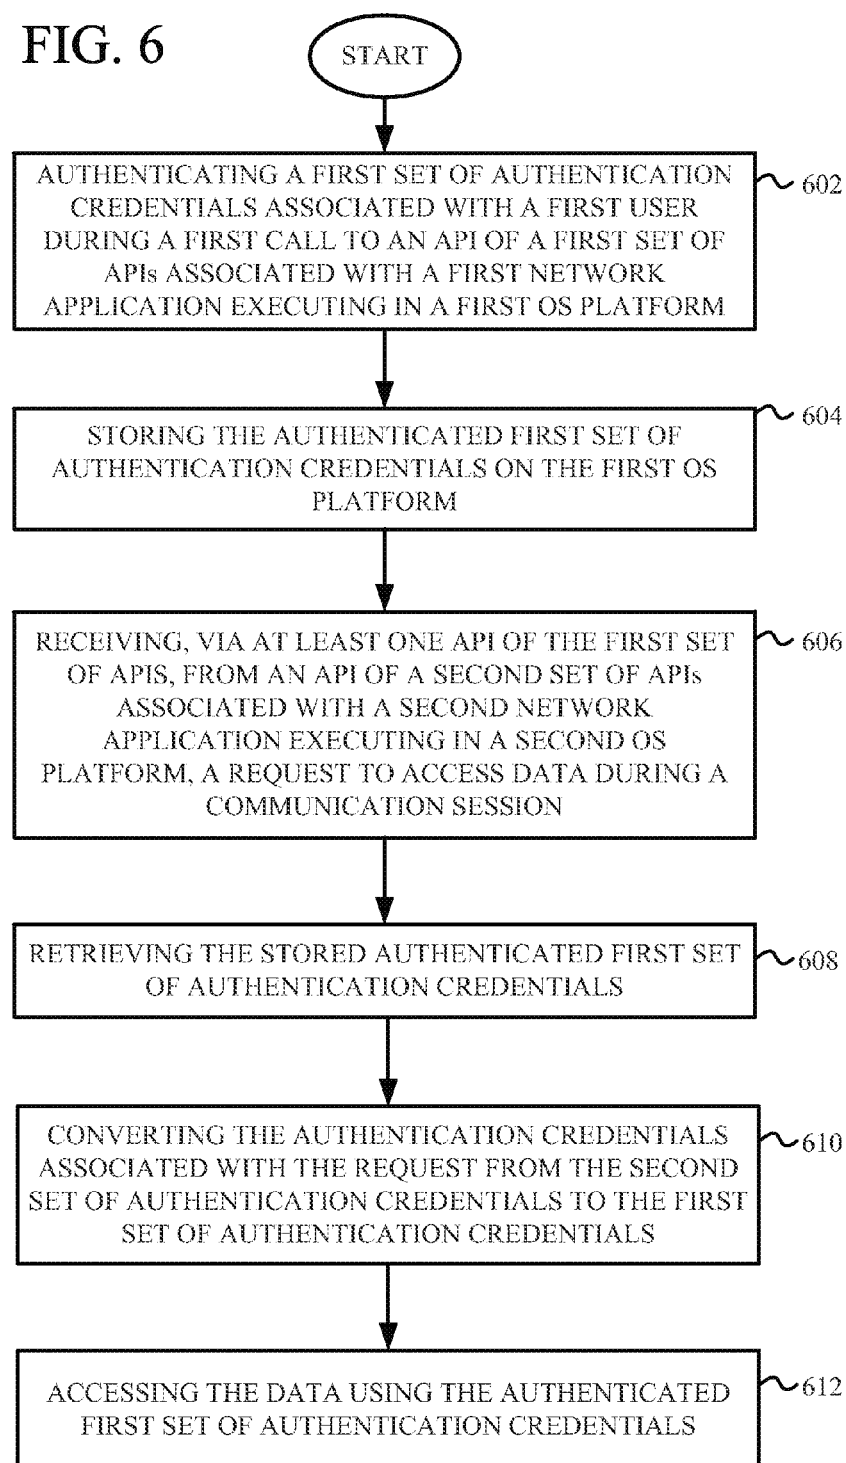 FIG. 6
START
AUTHENTICATING A FIRST SET OF AUTHENTICATION
CREDENTIALS ASSOCIATED WITH A FIRST USER
DURING A FIRST CALL TO AN API OF A FIRST SET OF
APIs ASSOCIATED WITH A FIRST NETWORK
APPLICATION EXECUTING IN A FIRST OS PLATFORM
602
STORING THE AUTHENTICATED FIRST SET OF
AUTHENTICATION CREDENTIALS ON THE FIRST OS
PLATFORM
604
RECEIVING, VIA AT LEAST ONE API OF THE FIRST SET
OF APIS, FROM AN API OF A SECOND SET OF APIs
ASSOCIATED WITH A SECOND NETWORK
APPLICATION EXECUTING IN A SECOND OS
PLATFORM, A REQUEST TO ACCESS DATA DURING A
COMMUNICATION SESSION
606
RETRIEVING THE STORED AUTHENTICATED FIRST SET
OF AUTHENTICATION CREDENTIALS
608
CONVERTING THE AUTHENTICATION CREDENTIALS
ASSOCIATED WITH THE REQUEST FROM THE SECOND
SET OF AUTHENTICATION CREDENTIALS TO THE FIRST
SET OF AUTHENTICATION CREDENTIALS
610
ACCESSING THE DATA USING THE AUTHENTICATED
FIRST SET OF AUTHENTICATION CREDENTIALS
612